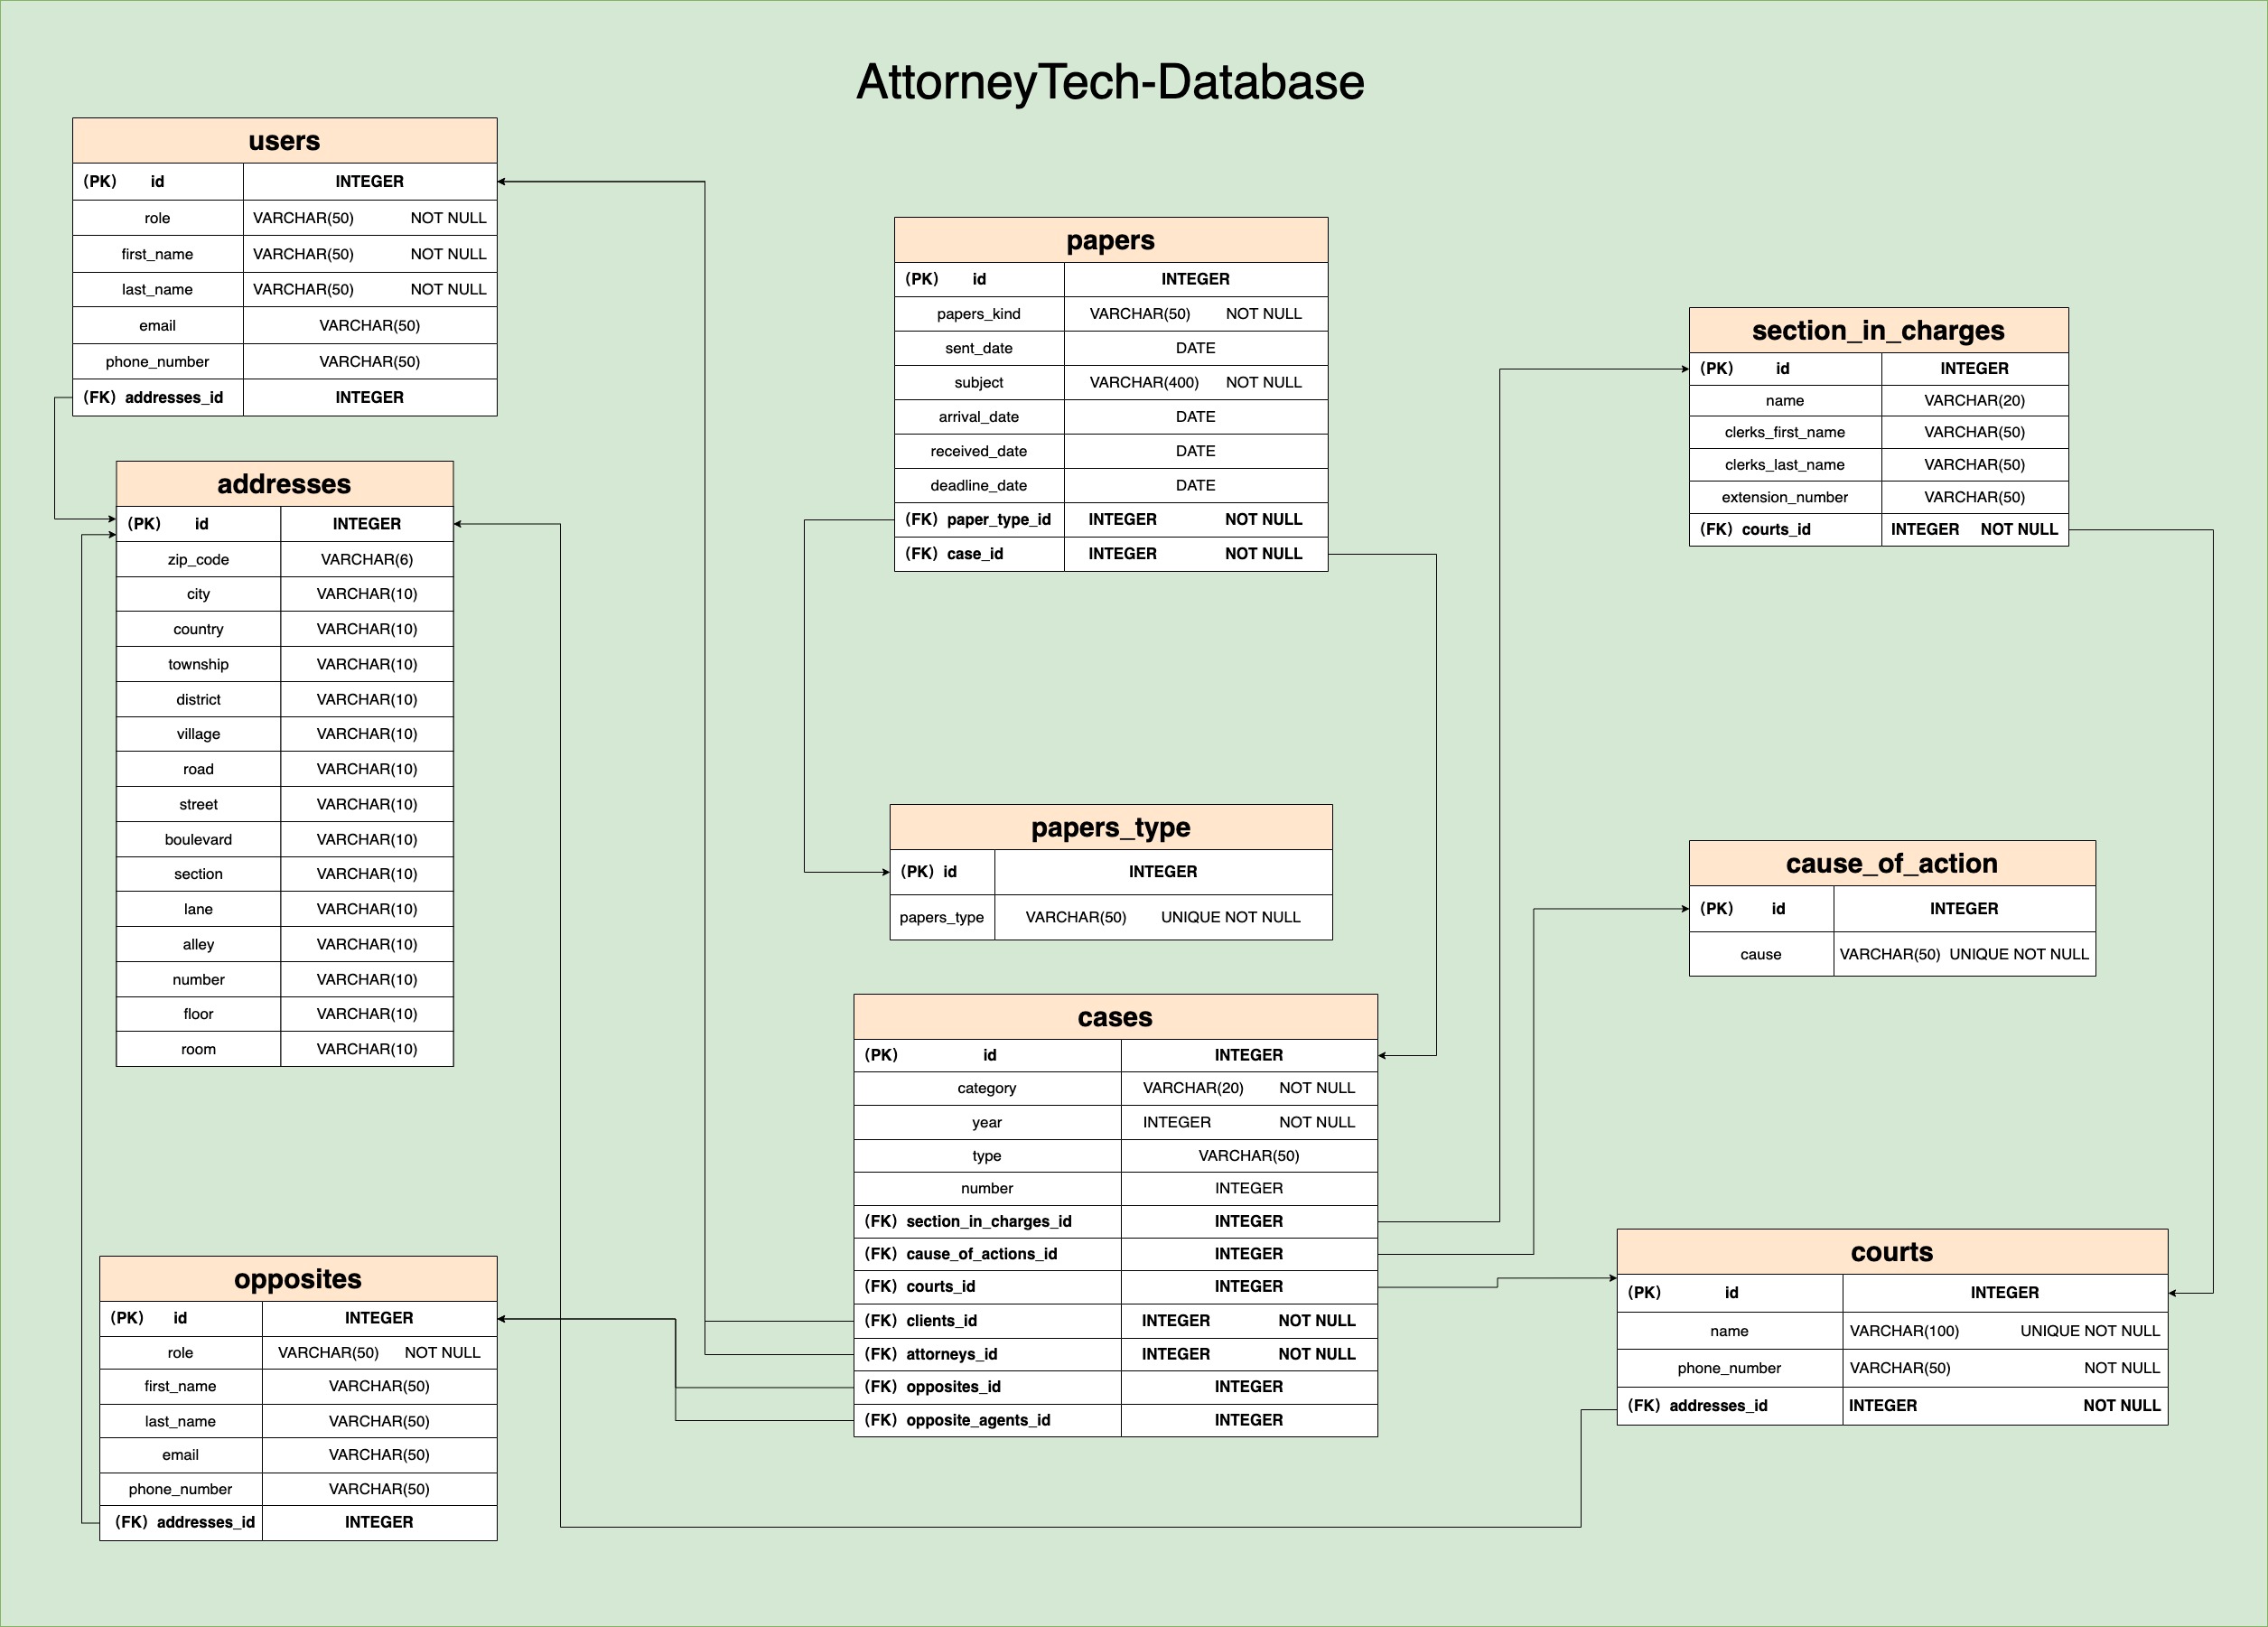 AttorneyTech-Database
users
(PK) id INTEGER
role VARCHAR(50) NOT NULL
first_name VARCHAR(50) NOT NULL
last_name VARCHAR(50) NOT NULL
email VARCHAR(50)
phone_number VARCHAR(50)
(FK) addresses_id INTEGER
addresses
(PK) id INTEGER
zip_code VARCHAR(6)
city VARCHAR(10)
country VARCHAR(10)
township VARCHAR(10)
district VARCHAR(10)
village VARCHAR(10)
road VARCHAR(10)
street VARCHAR(10)
boulevard VARCHAR(10)
section VARCHAR(10)
lane VARCHAR(10)
alley VARCHAR(10)
number VARCHAR(10)
floor VARCHAR(10)
room VARCHAR(10)
opposites
(PK) id INTEGER
role VARCHAR(50) NOT NULL
first_name VARCHAR(50)
last_name VARCHAR(50)
email VARCHAR(50)
phone_number VARCHAR(50)
(FK) addresses_id INTEGER
papers
(PK) id INTEGER
papers_kind VARCHAR(50) NOT NULL
sent_date DATE
subject VARCHAR(400) NOT NULL
arrival_date DATE
received_date DATE
deadline_date DATE
(FK) paper_type_id INTEGER NOT NULL
(FK) case_id INTEGER NOT NULL
papers_type
(PK) id INTEGER
papers_type VARCHAR(50) UNIQUE NOT NULL
cases
(PK) id INTEGER
category VARCHAR(20) NOT NULL
year INTEGER NOT NULL
type VARCHAR(50)
number INTEGER
(FK) section_in_charges_id INTEGER
(FK) cause_of_actions_id INTEGER
(FK) courts_id INTEGER
(FK) clients_id INTEGER NOT NULL
(FK) attorneys_id INTEGER NOT NULL
(FK) opposites_id INTEGER
(FK) opposite_agents_id INTEGER
section_in_charges
(PK) id INTEGER
name VARCHAR(20)
clerks_first_name VARCHAR(50)
clerks_last_name VARCHAR(50)
extension_number VARCHAR(50)
(FK) courts_id INTEGER NOT NULL
cause_of_action
(PK) id INTEGER
cause VARCHAR(50) UNIQUE NOT NULL
courts
(PK) id INTEGER
name VARCHAR(100) UNIQUE NOT NULL
phone_number VARCHAR(50) NOT NULL
(FK) addresses_id INTEGER NOT NULL